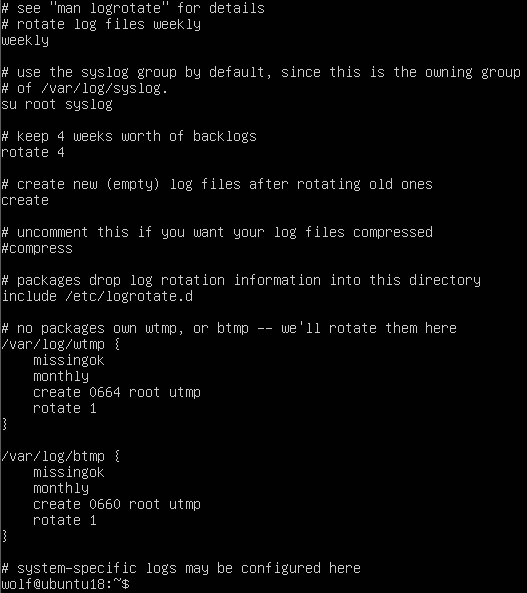 # see "man logrotate" for details
# rotate log files weekly
weekly
# use the syslog group by default, since this is the owning group
# of /var/log/syslog.
su root syslog
# keep 4 weeks worth of backlogs
rotate 4
# create new (empty) log files after rotating old ones
create
# uncomment this if you want your log files compressed
#compress
# packages drop log rotation information into this directory
include /etc/logrotate.d
# no packages own wtmp, or btmp -- we'll rotate them here
/var/log/wtmp {
    missingok
    monthly
    create 0664 root utmp
    rotate 1
}
/var/log/btmp {
    missingok
    monthly
    create 0660 root utmp
    rotate 1
}
# system-specific logs may be configured here
wolf@ubuntu18:~$